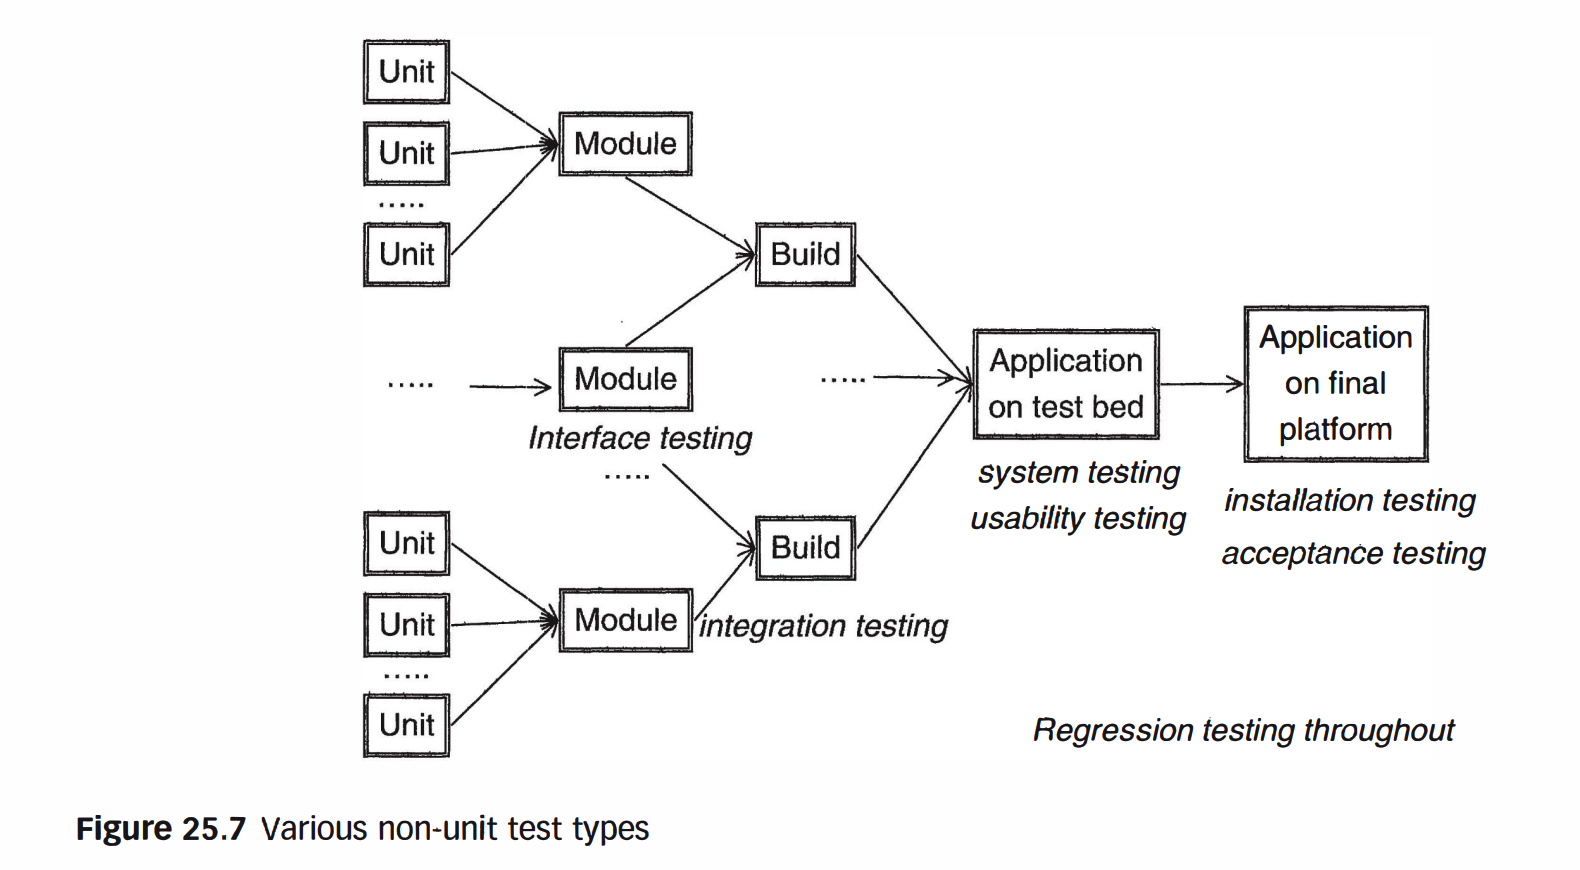 Unit
Unit
.....
Unit
Module
Build
.....
Module
Interface testing
.....
.....
Application
on test bed
system testing
usability testing
Application
on final
platform
installation testing
acceptance testing
Unit
Unit
.....
Unit
Module
Build
integration testing
Regression testing throughout
Figure 25.7 Various non-unit test types